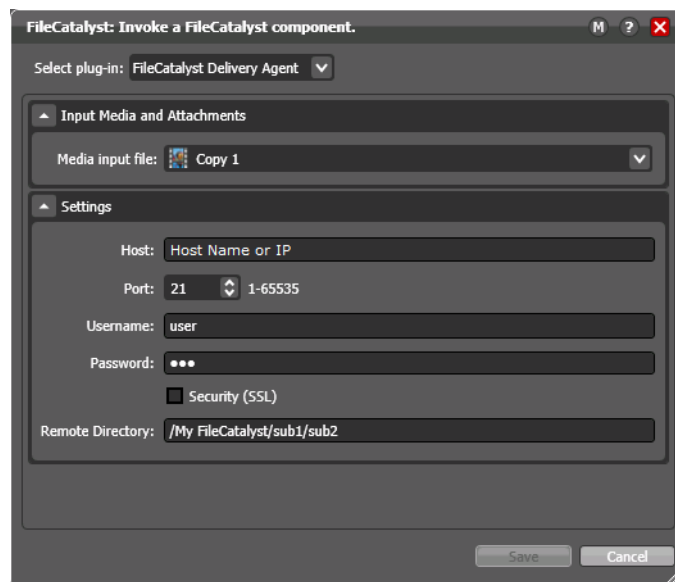 FileCatalyst: Invoke a FileCatalyst component.
M ?
Select plug-in: FileCatalyst Delivery Agent
Input Media and Attachments
Media input file: Copy 1
Settings
Host: Host Name or IP
Port: 21 1-65535
Username: user
Password: •••
Security (SSL)
Remote Directory: /My FileCatalyst/sub1/sub2
Save Cancel